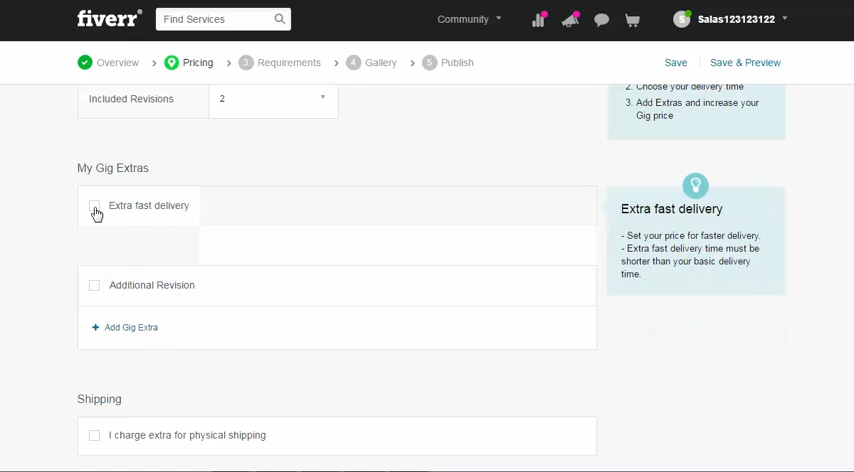 fiverr®
Find Services
Community
S
Salas123123122
Overview
Pricing
3 Requirements
4 Gallery
5 Publish
Save
Save & Preview
Included Revisions
2
2. Choose your delivery time
3. Add Extras and increase your
Gig price
My Gig Extras
Extra fast delivery
Additional Revision
+ Add Gig Extra
Extra fast delivery
- Set your price for faster delivery.
- Extra fast delivery time must be
shorter than your basic delivery
time.
Shipping
I charge extra for physical shipping